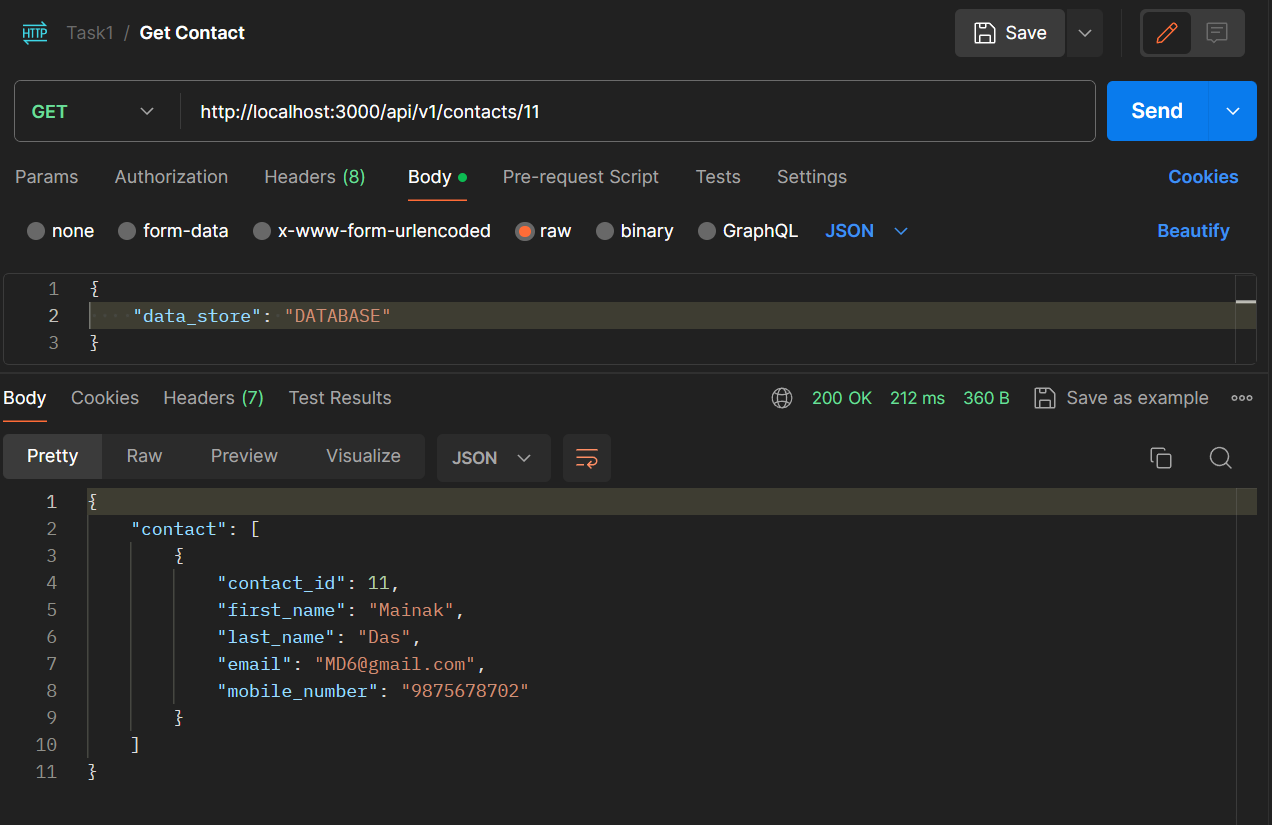 HTTP Task1 / Get Contact Save
GET http://localhost:3000/api/v1/contacts/11 Send
Params Authorization Headers (8) Body Pre-request Script Tests Settings Cookies
none form-data x-www-form-urlencoded raw binary GraphQL JSON Beautify
1 {
2 "data_store": "DATABASE"
3 }
Body Cookies Headers (7) Test Results 200 OK 212 ms 360 B Save as example
Pretty Raw Preview Visualize JSON
1 {
2 "contact": [
3 {
4 "contact_id": 11,
5 "first_name": "Mainak",
6 "last_name": "Das",
7 "email": "MD6@gmail.com",
8 "mobile_number": "9875678702"
9 }
10 ]
11 }